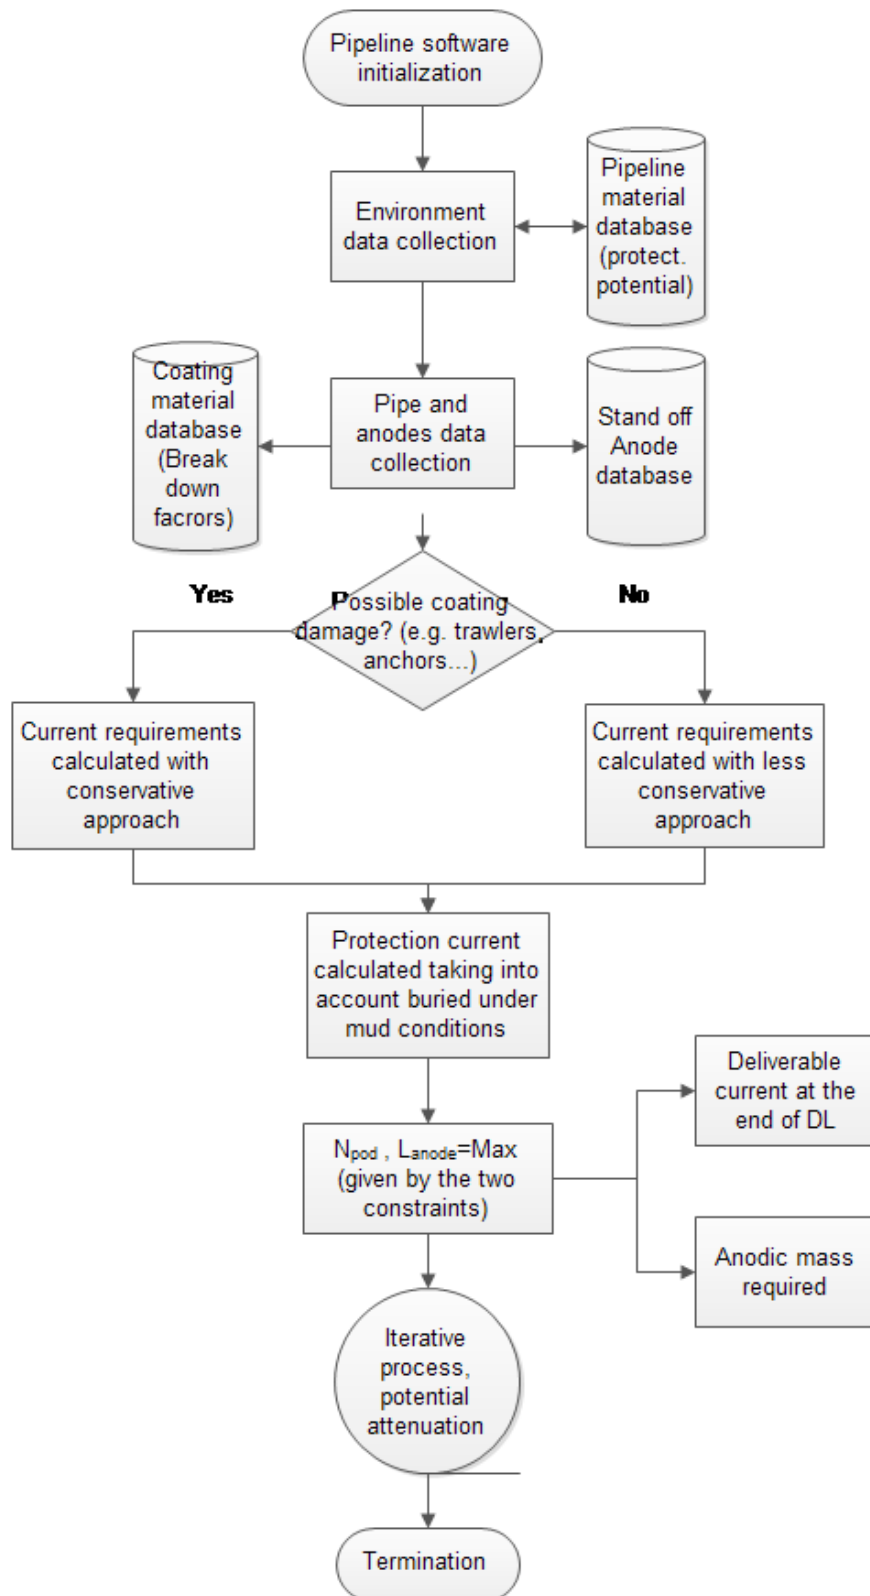 Pipeline software
initialization
Environment
data collection
Pipeline
material
database
(protect.
potential)
Coating
material
database
(Break
down
facrors)
Pipe and
anodes data
collection
Stand off
Anode
database
Yes
No
Possible coating
damage? (e.g. trawlers,
anchors...)
Current requirements
calculated with
conservative
approach
Current requirements
calculated with less
conservative
approach
Protection current
calculated taking into
account buried under
mud conditions
Deliverable
current at the
end of DL
Npod , Lanode=Max
(given by the two
constraints)
Anodic mass
required
Iterative
process,
potential
attenuation
Termination